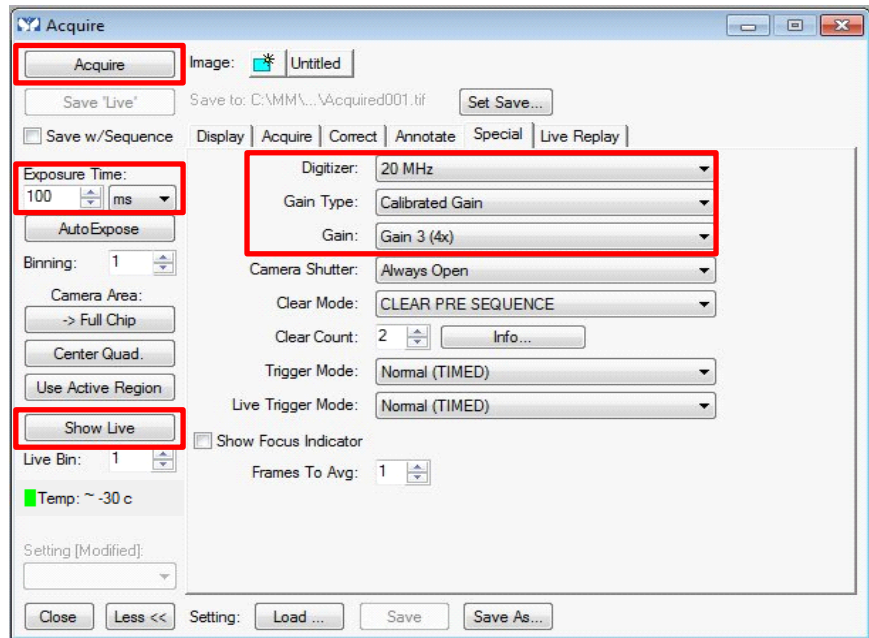 Acquire
Acquire
Image:
Untitled
Save 'Live'
Save to: C:\MM\...\Acquired001.tif
Set Save...
Save w/Sequence
Display
Acquire
Correct
Annotate
Special
Live Replay
Exposure Time:
100
ms
AutoExpose
Binning: 1
Camera Area:
-> Full Chip
Center Quad.
Use Active Region
Show Live
Live Bin: 1
Temp: ~ -30 c
Setting [Modified]:
Digitizer: 20 MHz
Gain Type: Calibrated Gain
Gain: Gain 3 (4x)
Camera Shutter: Always Open
Clear Mode: CLEAR PRE SEQUENCE
Clear Count: 2 Info...
Trigger Mode: Normal (TIMED)
Live Trigger Mode: Normal (TIMED)
Show Focus Indicator
Frames To Avg: 1
Close
Less <<
Setting:
Load ...
Save
Save As...